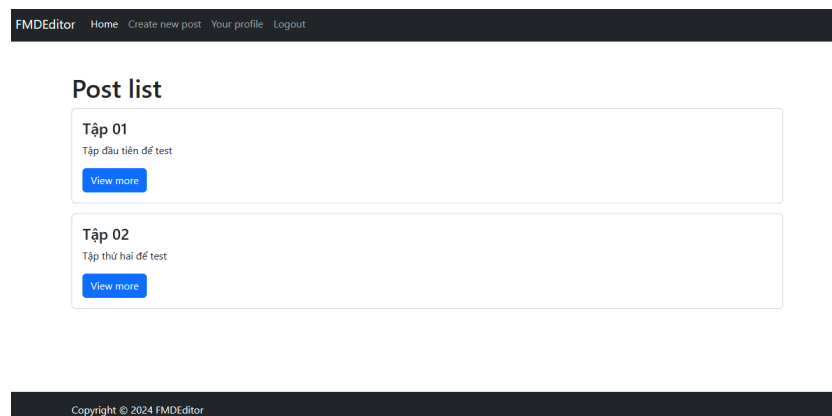 FMDEditor Home Create new post Your profile Logout
Post list
Tập 01
Tập đầu tiên để test
View more
Tập 02
Tập thứ hai để test
View more
Copyright © 2024 FMDEditor